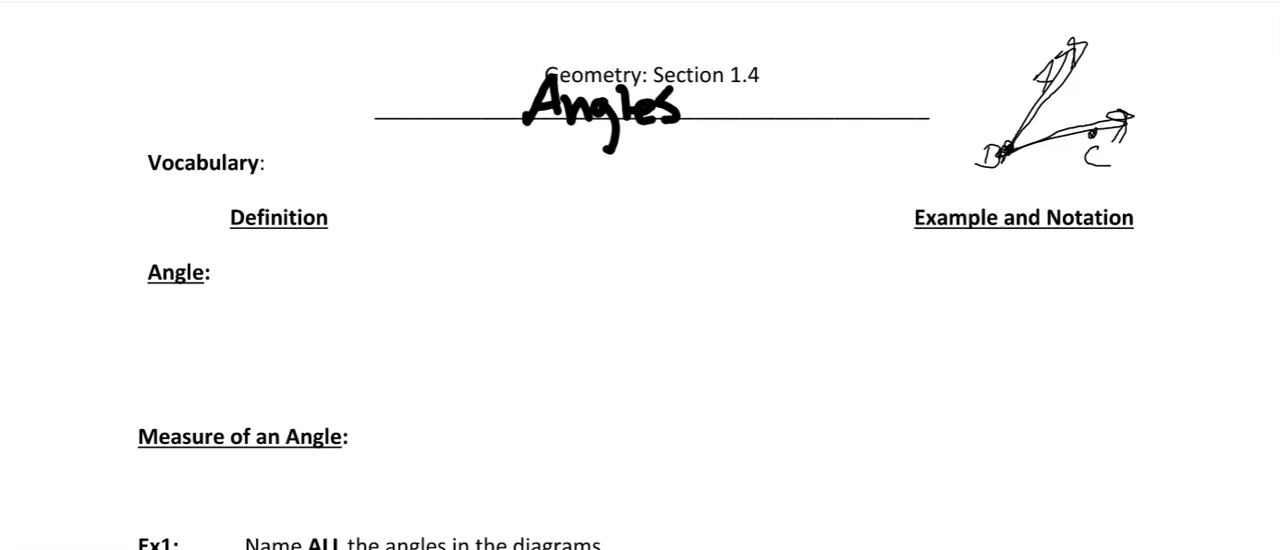 Geometry: Section 1.4
Angles
Vocabulary:
Definition
Example and Notation
C
Angle:
Measure of an Angle:
Ex1: Name ALL the angles in the diagrams